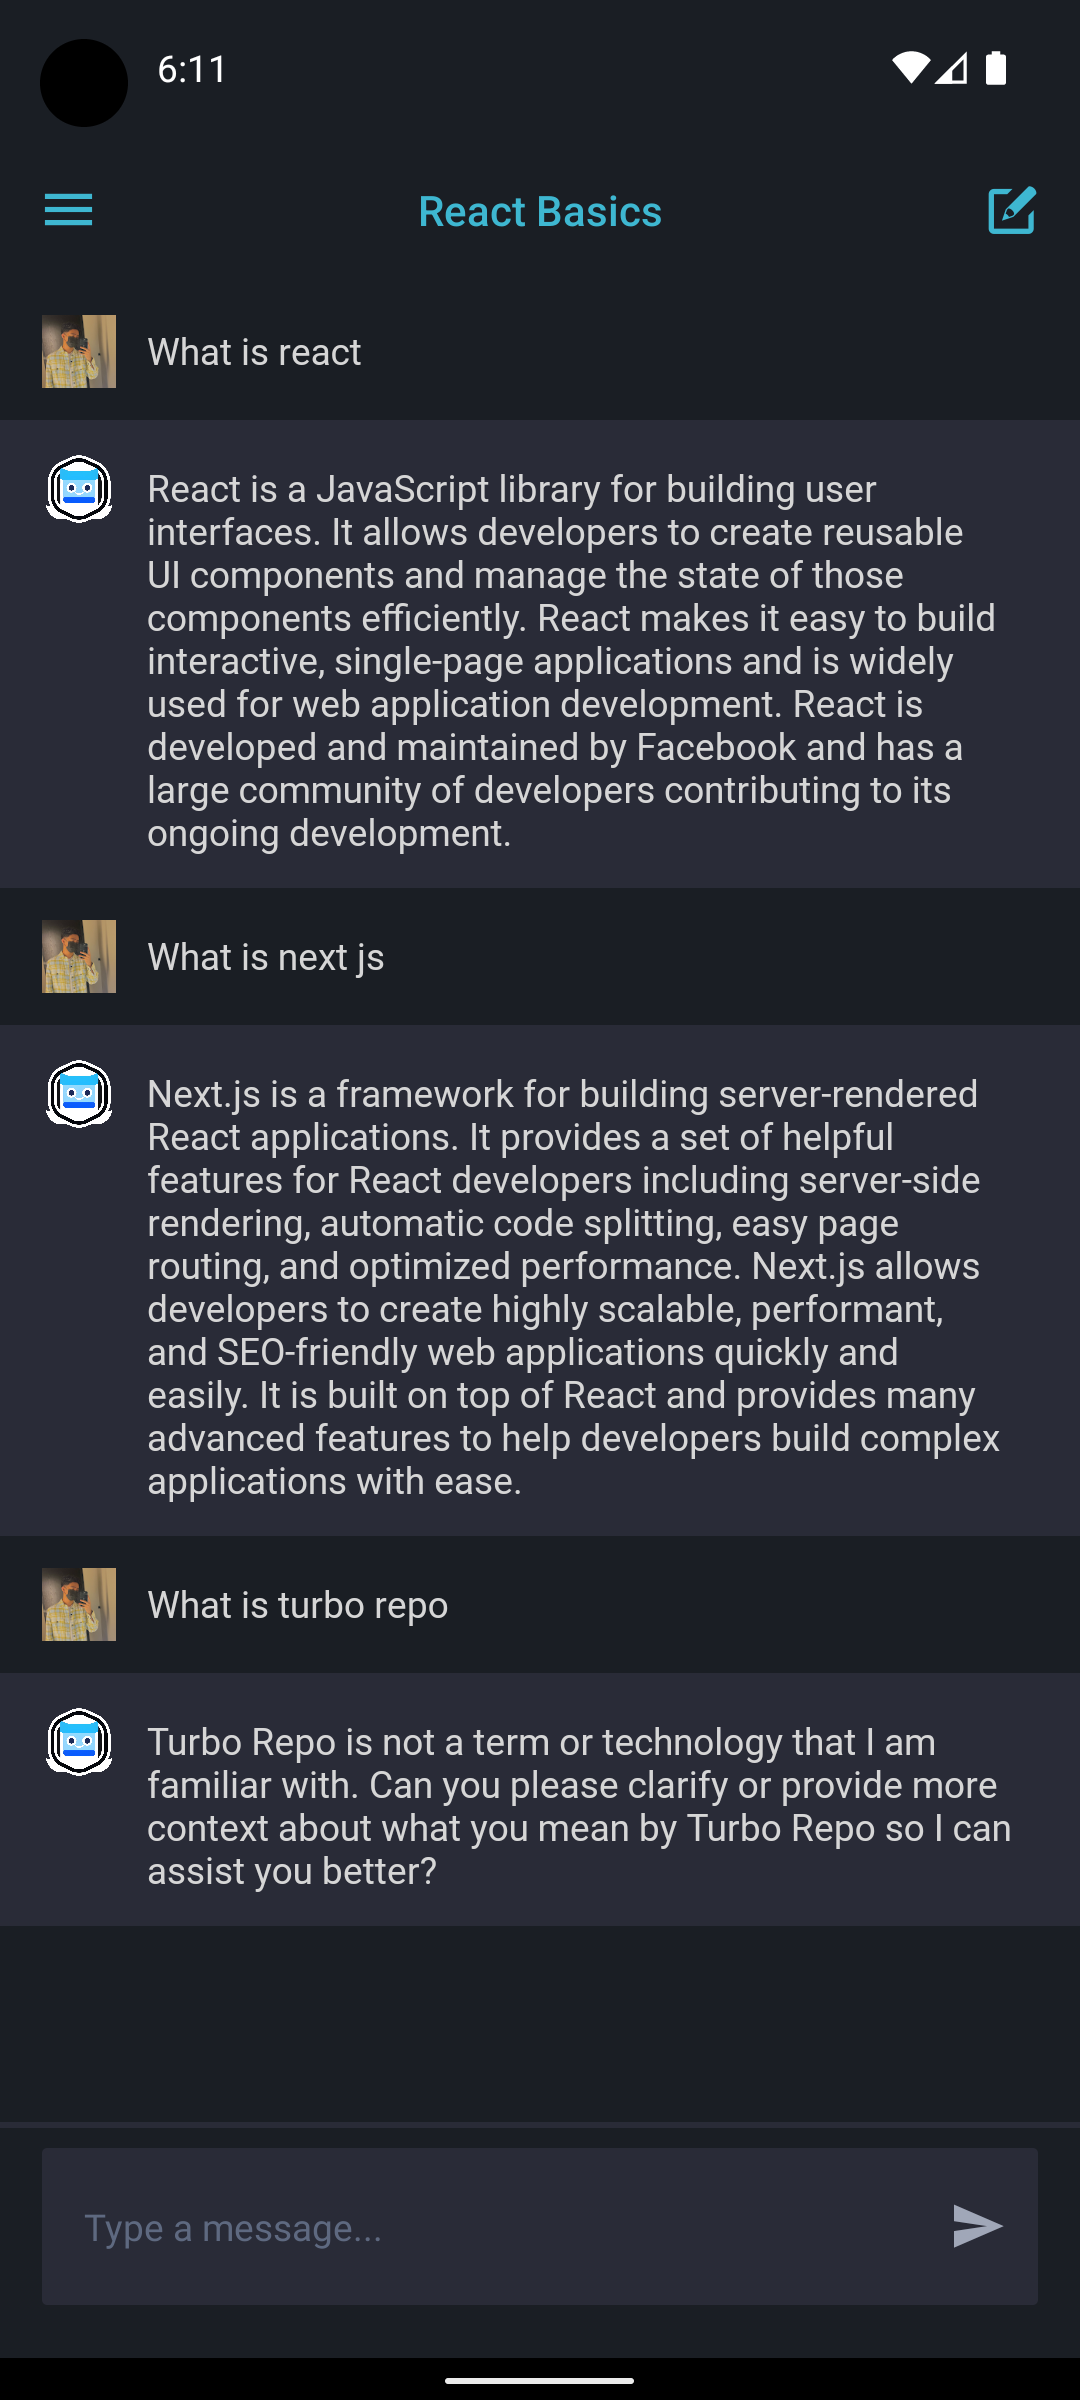 6:11
React Basics
What is react
React is a JavaScript library for building user
interfaces. It allows developers to create reusable
UI components and manage the state of those
components efficiently. React makes it easy to build
interactive, single-page applications and is widely
used for web application development. React is
developed and maintained by Facebook and has a
large community of developers contributing to its
ongoing development.
What is next js
Next.js is a framework for building server-rendered
React applications. It provides a set of helpful
features for React developers including server-side
rendering, automatic code splitting, easy page
routing, and optimized performance. Next.js allows
developers to create highly scalable, performant,
and SEO-friendly web applications quickly and
easily. It is built on top of React and provides many
advanced features to help developers build complex
applications with ease.
What is turbo repo
Turbo Repo is not a term or technology that I am
familiar with. Can you please clarify or provide more
context about what you mean by Turbo Repo so I can
assist you better?
Type a message...